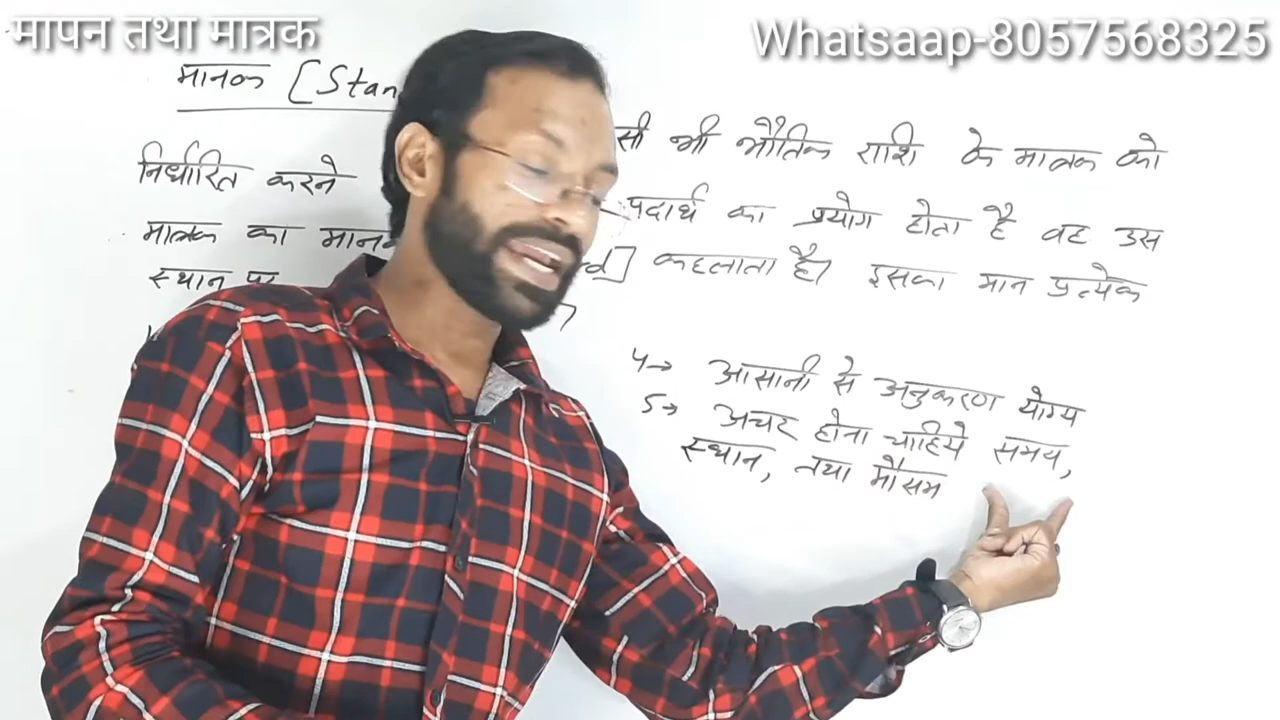 मापन तथा मात्रक
Whatsaap-8057568325
मानक [Stan
सी भी भौतिक राशि के मात्रक को
निर्धारित करने पदार्थ का प्रयोग होता है वह उस
मात्रक का मानक d] कहलाता है। इसका मान प्रत्येक
स्थान पर
4→ आसानी से अनुकरण योग्य
5→ अचर होना चाहिये समय,
स्थान, तथा मौसम